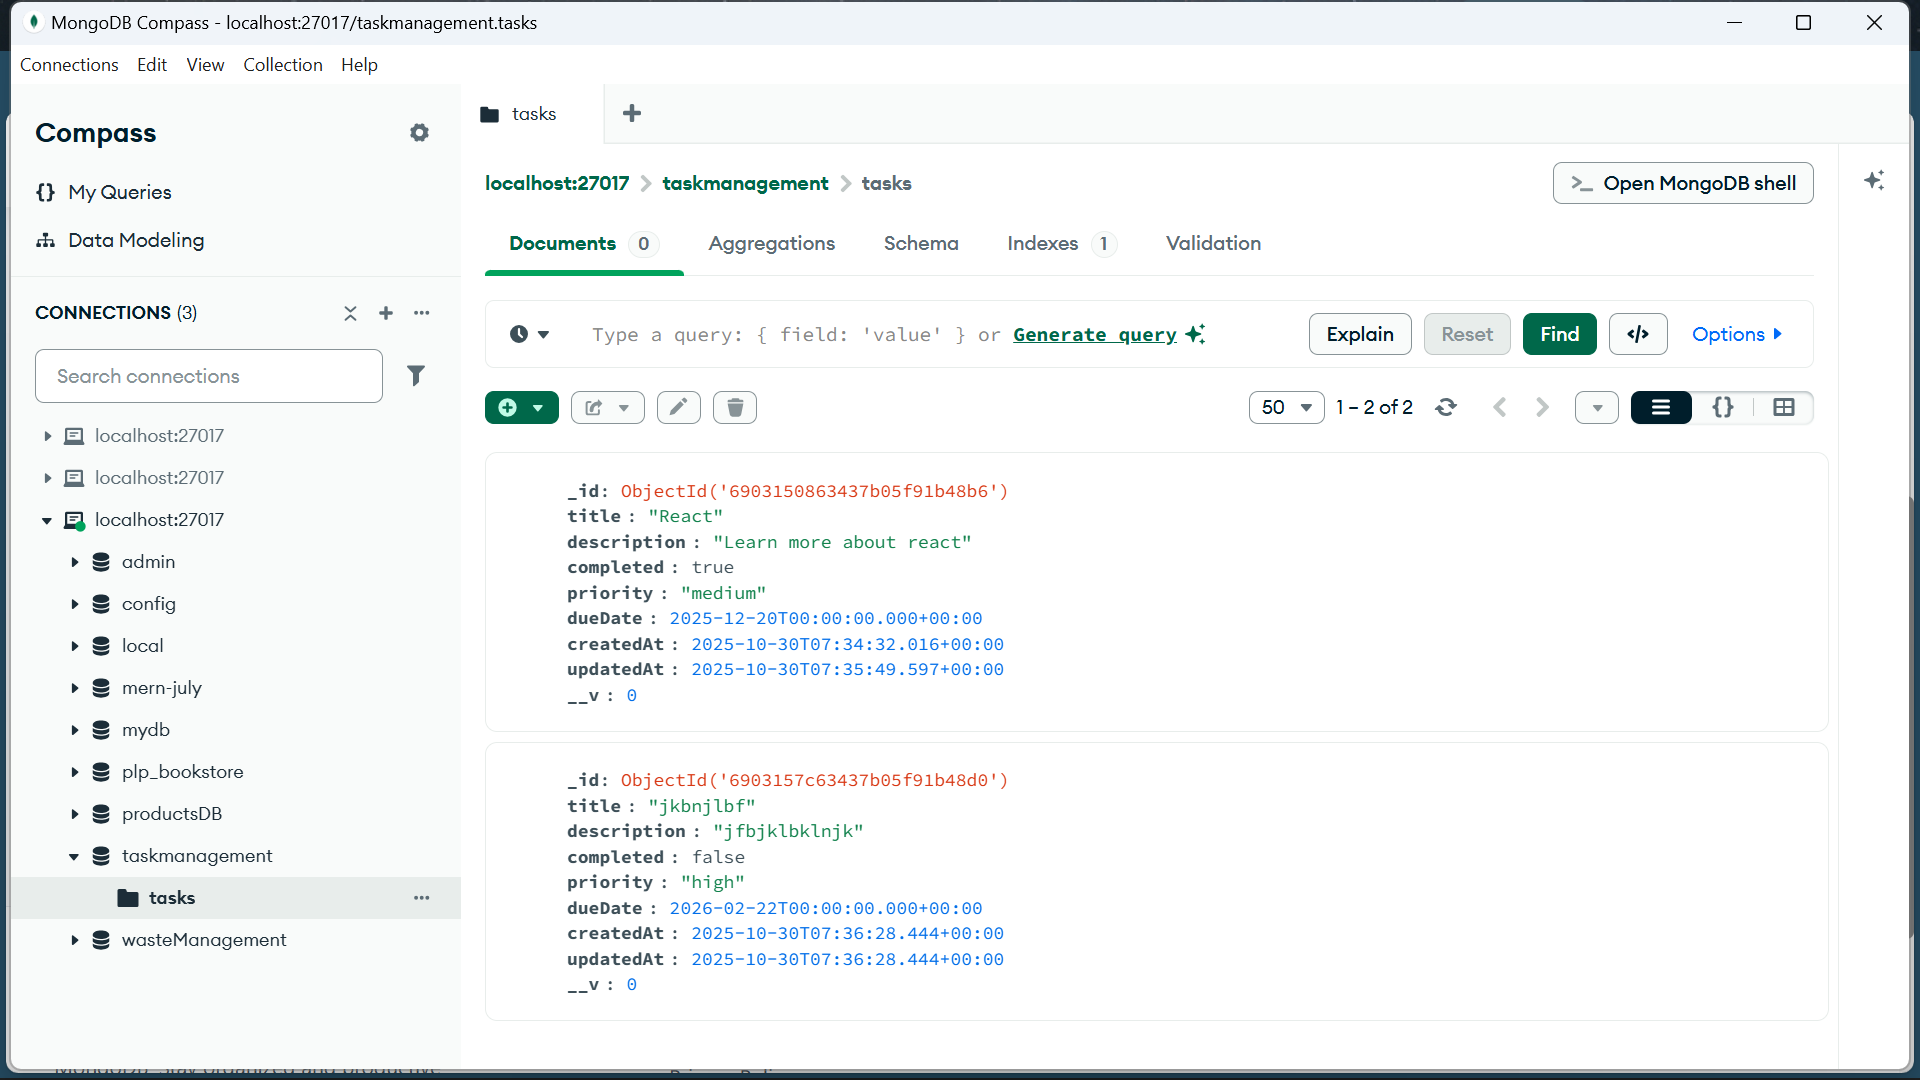 MongoDB Compass - localhost:27017/taskmanagement.tasks
Connections Edit View Collection Help
Compass
My Queries
Data Modeling
CONNECTIONS (3)
Search connections
localhost:27017
localhost:27017
localhost:27017
admin
config
local
mern-july
mydb
plp_bookstore
productsDB
taskmanagement
tasks
wasteManagement
tasks
localhost:27017 > taskmanagement > tasks
>_ Open MongoDB shell
Documents 0 Aggregations Schema Indexes 1 Validation
Type a query: { field: 'value' } or Generate query
Explain Reset Find </> Options
50 1 – 2 of 2 {}
_id: ObjectId('6903150863437b05f91b48b6')
title : "React"
description : "Learn more about react"
completed : true
priority : "medium"
dueDate : 2025-12-20T00:00:00.000+00:00
createdAt : 2025-10-30T07:34:32.016+00:00
updatedAt : 2025-10-30T07:35:49.597+00:00
__v : 0
_id: ObjectId('6903157c63437b05f91b48d0')
title : "jkbnjlbf"
description : "jfbjklbklnjk"
completed : false
priority : "high"
dueDate : 2026-02-22T00:00:00.000+00:00
createdAt : 2025-10-30T07:36:28.444+00:00
updatedAt : 2025-10-30T07:36:28.444+00:00
__v : 0